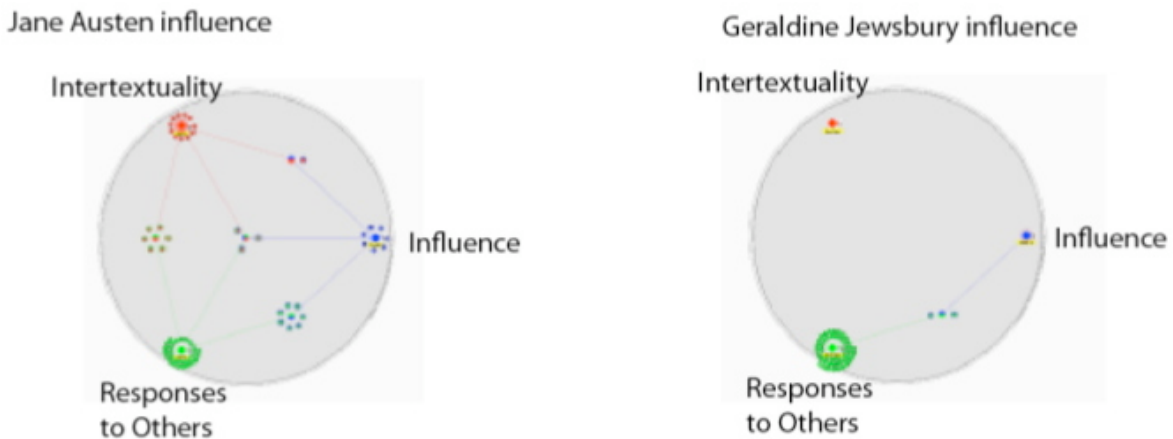 Jane Austen influence
Intertextuality
Influence
Responses
to Others
Geraldine Jewsbury influence
Intertextuality
Influence
Responses
to Others